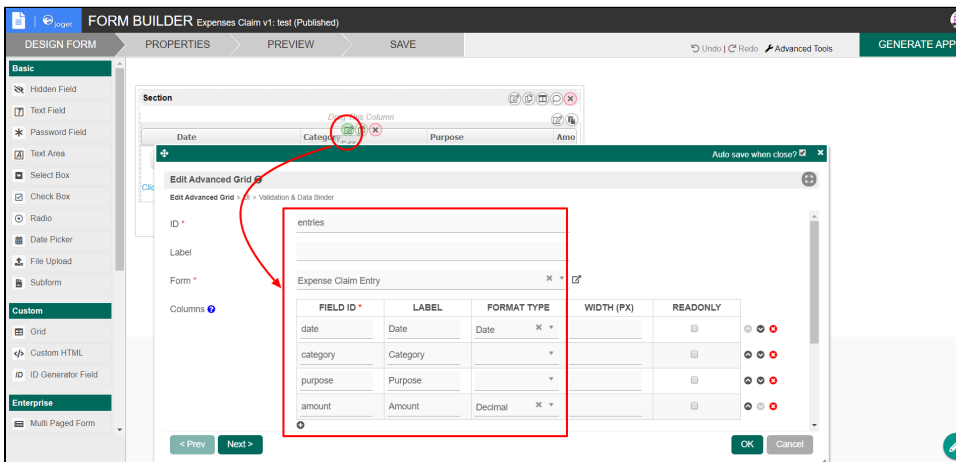 joget FORM BUILDER Expenses Claim v1: test (Published)
DESIGN FORM PROPERTIES PREVIEW SAVE Undo | Redo Advanced Tools GENERATE APP
Basic
Hidden Field
Text Field
Password Field
Text Area
Select Box
Check Box
Radio
Date Picker
File Upload
Subform
Custom
Grid
Custom HTML
ID Generator Field
Enterprise
Multi Paged Form
Section
Drag This Column
Date Category Purpose Amo
Clic
Auto save when close?
Edit Advanced Grid
Edit Advanced Grid > UI > Validation & Data Binder
ID * entries
Label
Form * Expense Claim Entry
Columns
FIELD ID * LABEL FORMAT TYPE WIDTH (PX) READONLY
date Date Date
category Category
purpose Purpose
amount Amount Decimal
< Prev Next > OK Cancel